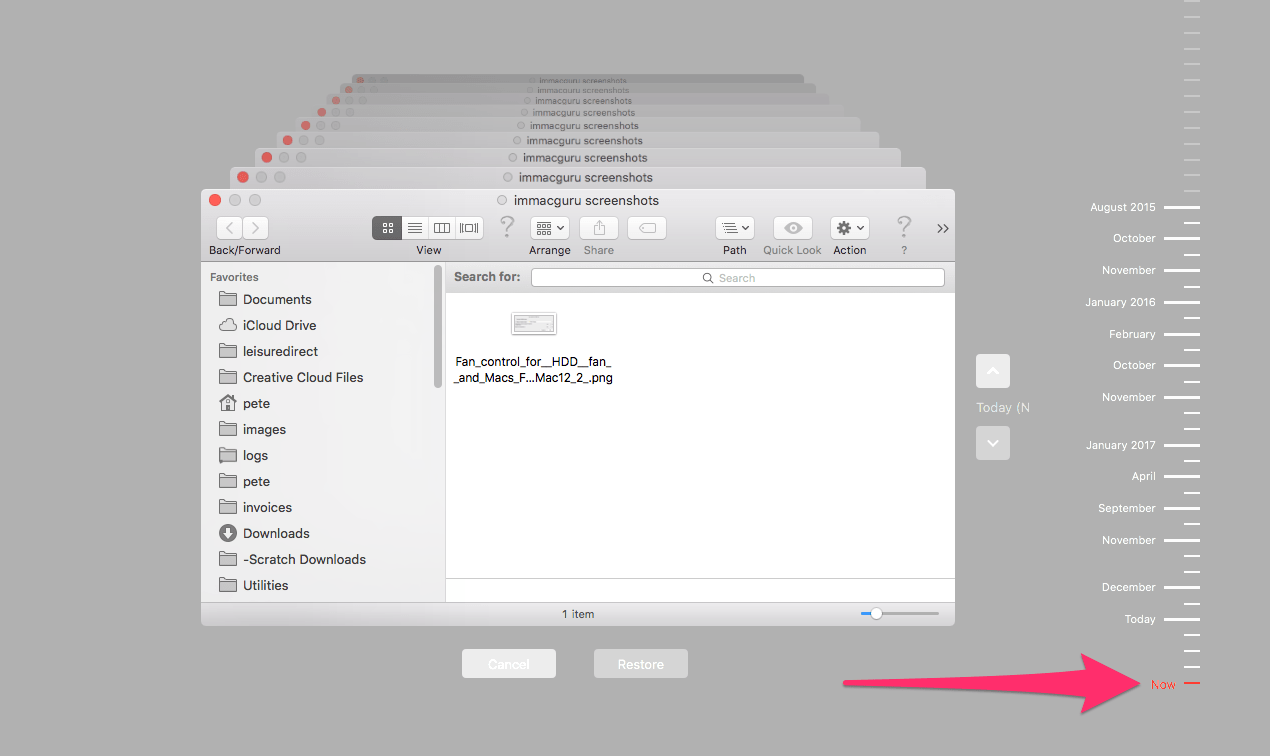 immacguru screenshots
immacguru screenshots
immacguru screenshots
immacguru screenshots
immacguru screenshots
immacguru screenshots
immacguru screenshots
immacguru screenshots
immacguru screenshots
Back/Forward
View
Arrange
Share
Path
Quick Look
Action
?
Favorites
Documents
iCloud Drive
leisuredirect
Creative Cloud Files
pete
images
logs
pete
invoices
Downloads
-Scratch Downloads
Utilities
Search for:
Search
Fan_control_for__HDD__fan_
_and_Macs_F...Mac12_2_.png
1 item
Cancel
Restore
Today (N
August 2015
October
November
January 2016
February
October
November
January 2017
April
September
November
December
Today
Now